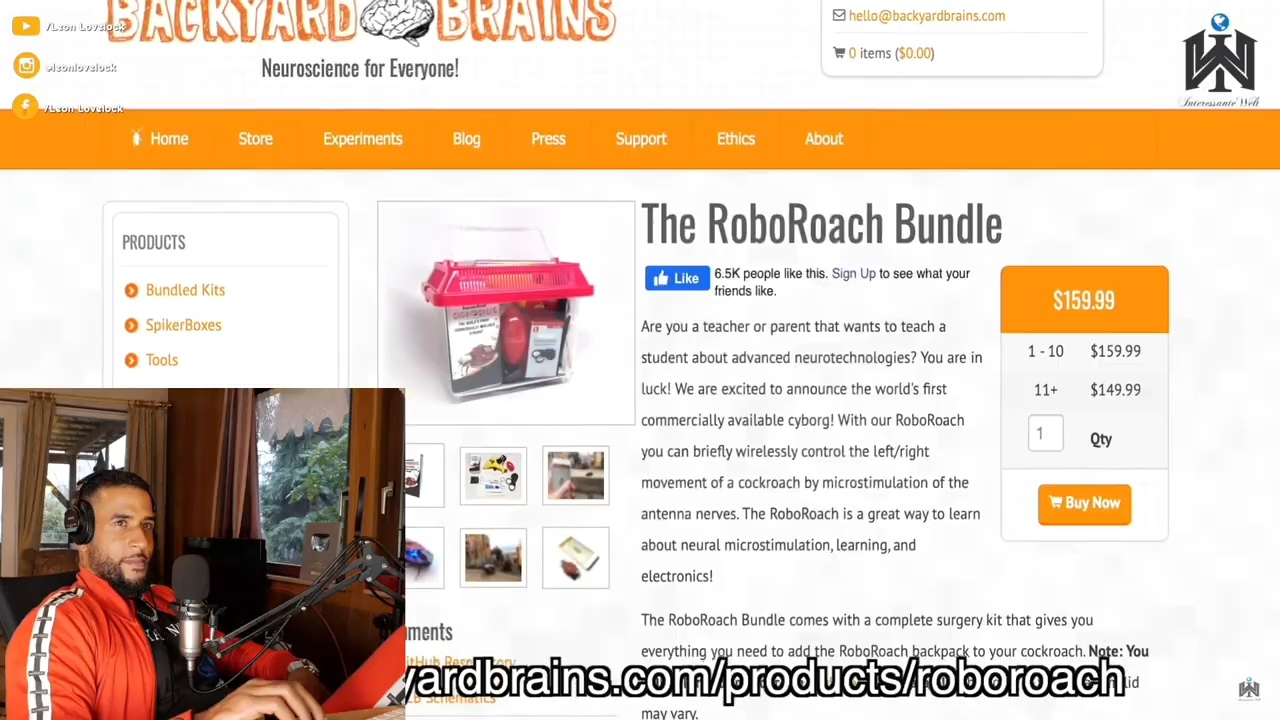 BACKYARD BRAINS
Neuroscience for Everyone!
hello@backyardbrains.com
0 items ($0.00)
/Leon Lovelock
@leonlovelock
/Leon Lovelock
Interessante Welt
Home
Store
Experiments
Blog
Press
Support
Ethics
About
PRODUCTS
Bundled Kits
SpikerBoxes
Tools
The RoboRoach Bundle
Like
6.5K people like this. Sign Up to see what your
friends like.
Are you a teacher or parent that wants to teach a
student about advanced neurotechnologies? You are in
luck! We are excited to announce the world's first
commercially available cyborg! With our RoboRoach
you can briefly wirelessly control the left/right
movement of a cockroach by microstimulation of the
antenna nerves. The RoboRoach is a great way to learn
about neural microstimulation, learning, and
electronics!
The RoboRoach Bundle comes with a complete surgery kit that gives you
everything you need to add the RoboRoach backpack to your cockroach. Note: You
may vary.
$159.99
1 - 10 $159.99
11+ $149.99
1 Qty
Buy Now
uments
yardbrains.com/products/roboroach